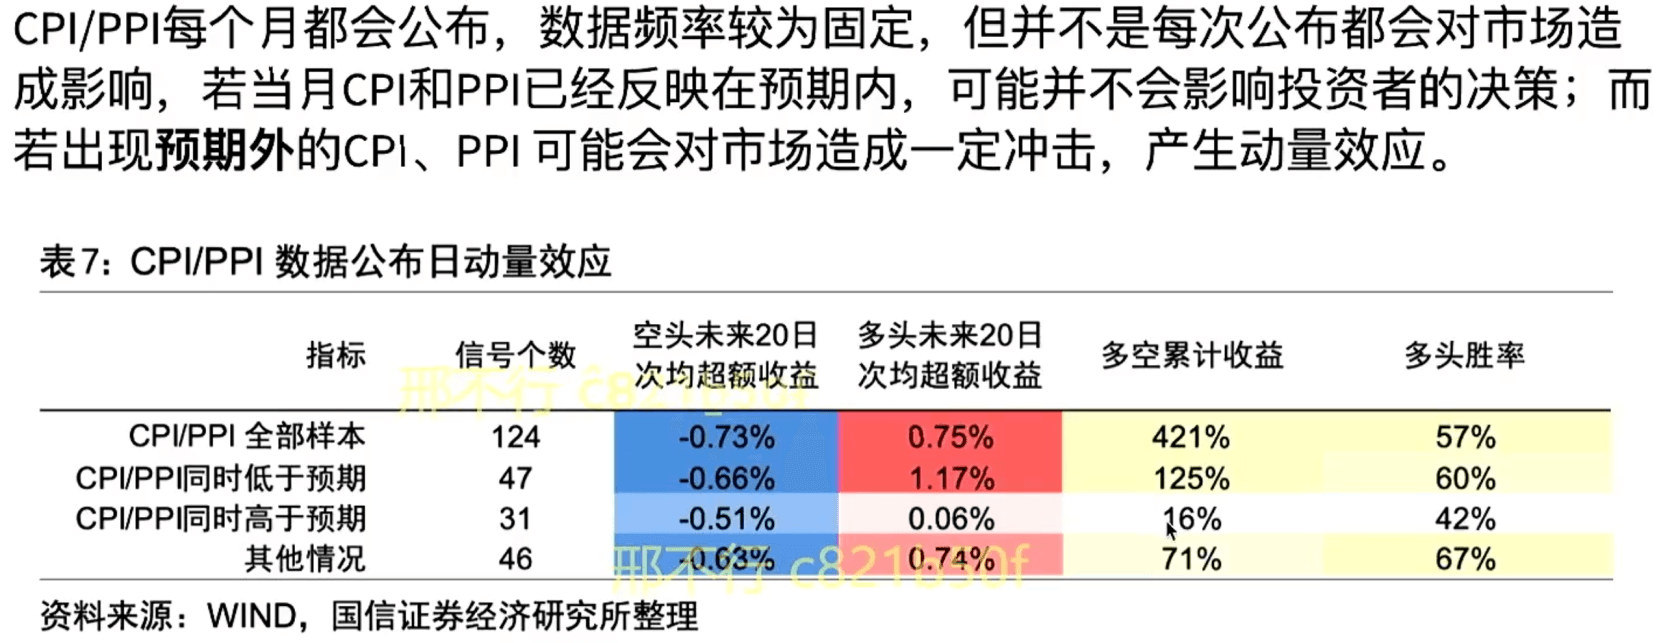 CPI/PPI每个月都会公布，数据频率较为固定，但并不是每次公布都会对市场造
成影响，若当月CPI和PPI已经反映在预期内，可能并不会影响投资者的决策；而
若出现预期外的CPI、PPI 可能会对市场造成一定冲击，产生动量效应。
表7：CPI/PPI 数据公布日动量效应
指标 信号个数 空头未来20日 多头未来20日 多空累计收益 多头胜率
次均超额收益 次均超额收益
邢不行 c821b50f
CPI/PPI 全部样本 124 -0.73% 0.75% 421% 57%
CPI/PPI同时低于预期 47 -0.66% 1.17% 125% 60%
CPI/PPI同时高于预期 31 -0.51% 0.06% 16% 42%
其他情况 46 -0.63% 0.74% 71% 67%
邢不行 c821b50f
资料来源：WIND，国信证券经济研究所整理